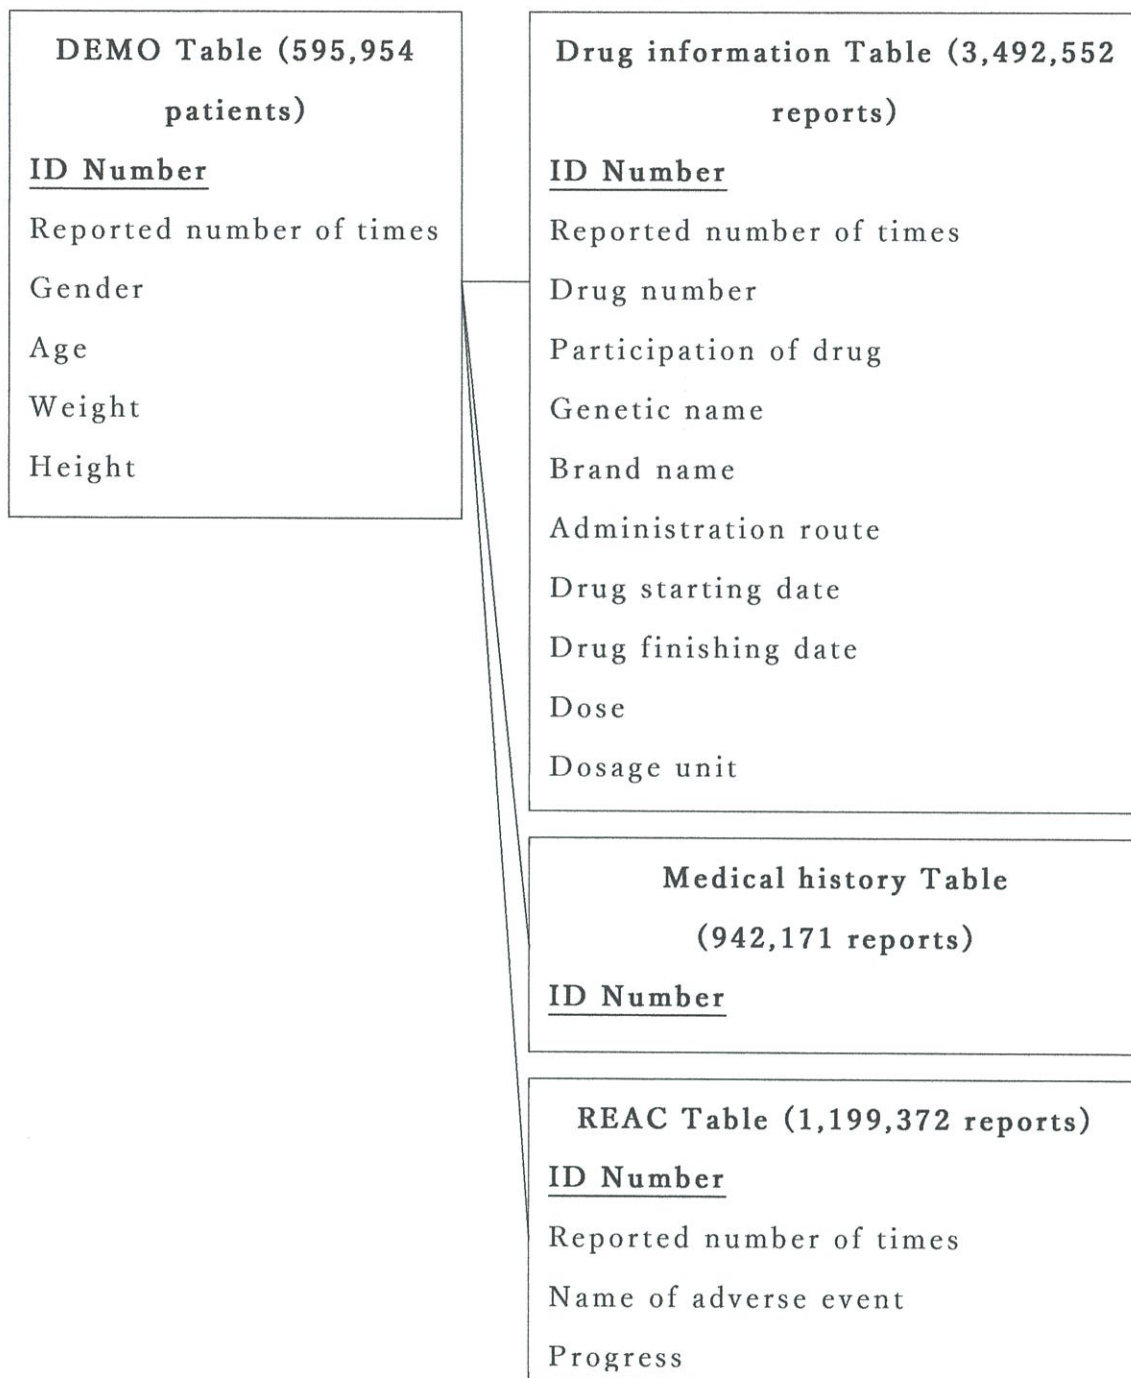 DEMO Table (595,954
patients)
ID Number
Reported number of times
Gender
Age
Weight
Height
Drug information Table (3,492,552
reports)
ID Number
Reported number of times
Drug number
Participation of drug
Genetic name
Brand name
Administration route
Drug starting date
Drug finishing date
Dose
Dosage unit
Medical history Table
(942,171 reports)
ID Number
REAC Table (1,199,372 reports)
ID Number
Reported number of times
Name of adverse event
Progress